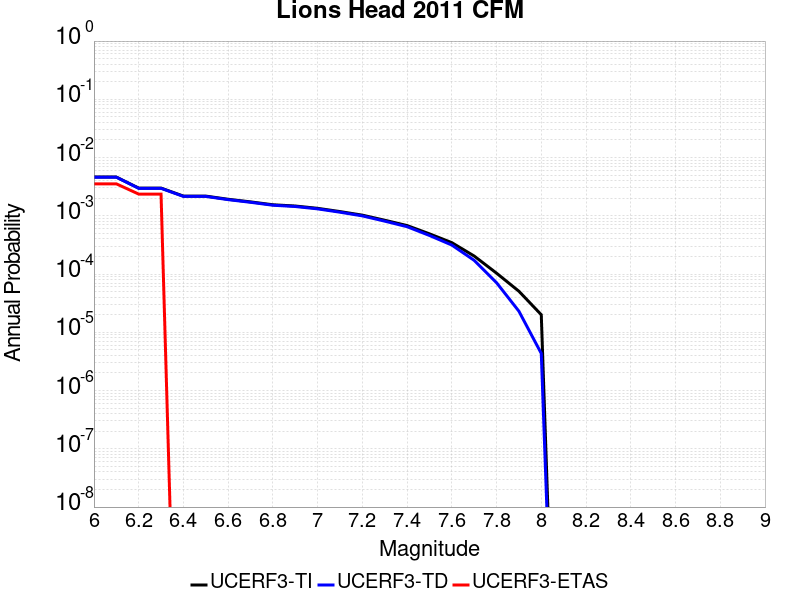 Lions Head 2011 CFM
10^0
10^-1
10^-2
10^-3
10^-4
10^-5
10^-6
10^-7
10^-8
Annual Probability
6 6.2 6.4 6.6 6.8 7 7.2 7.4 7.6 7.8 8 8.2 8.4 8.6 8.8 9
Magnitude
UCERF3-TI UCERF3-TD UCERF3-ETAS